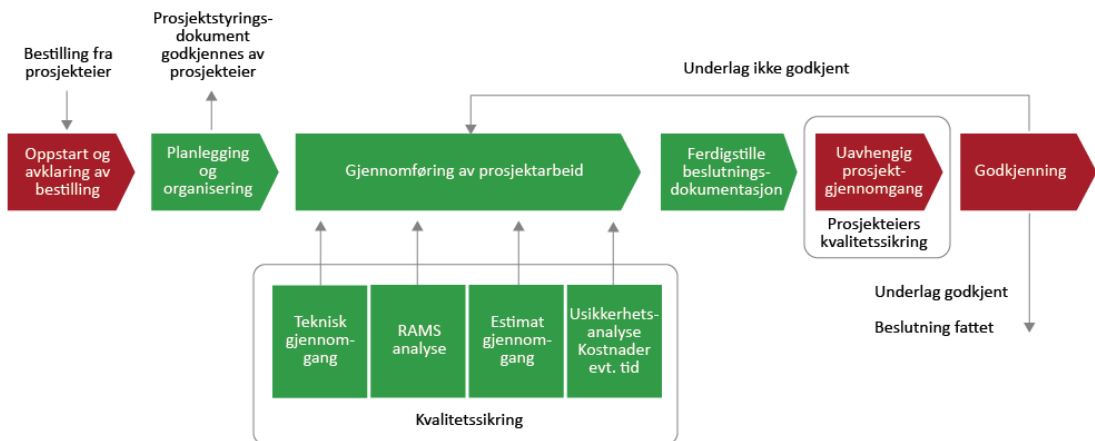 Bestilling fra
prosjekteier
Prosjektstyrings-
dokument
godkjennes av
prosjekteier
Underlag ikke godkjent
Oppstart og
avklaring av
bestilling
Planlegging
og
organisering
Gjennomføring av prosjektarbeid
Ferdigstille
beslutnings-
dokumentasjon
Uavhengig
prosjekt-
gjennomgang
Godkjenning
Prosjekteiers
kvalitetssikring
Underlag godkjent
Beslutning fattet
Teknisk
gjennom-
gang
RAMS
analyse
Estimat
gjennom-
gang
Usikkerhets-
analyse
Kostnader
evt. tid
Kvalitetssikring